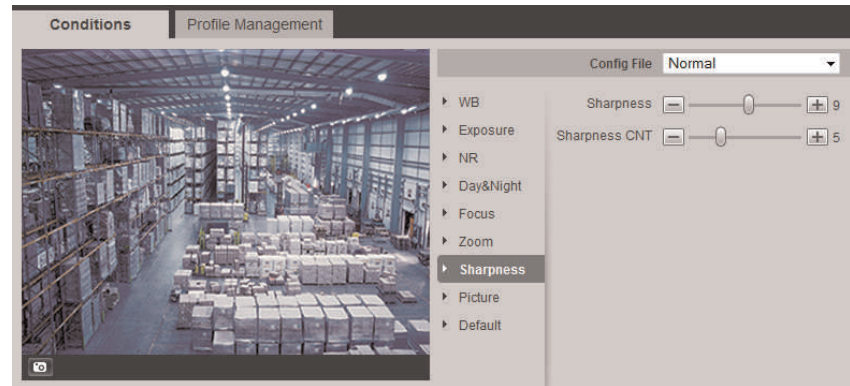 Conditions
Profile Management
Config File Normal
WB
Exposure
NR
Day&Night
Focus
Zoom
Sharpness
Picture
Default
Sharpness 9
Sharpness CNT 5